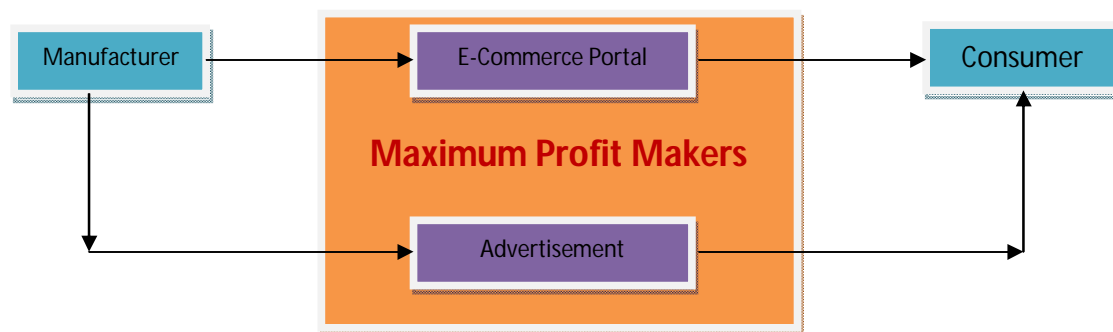 Manufacturer
E-Commerce Portal
Consumer
Maximum Profit Makers
Advertisement